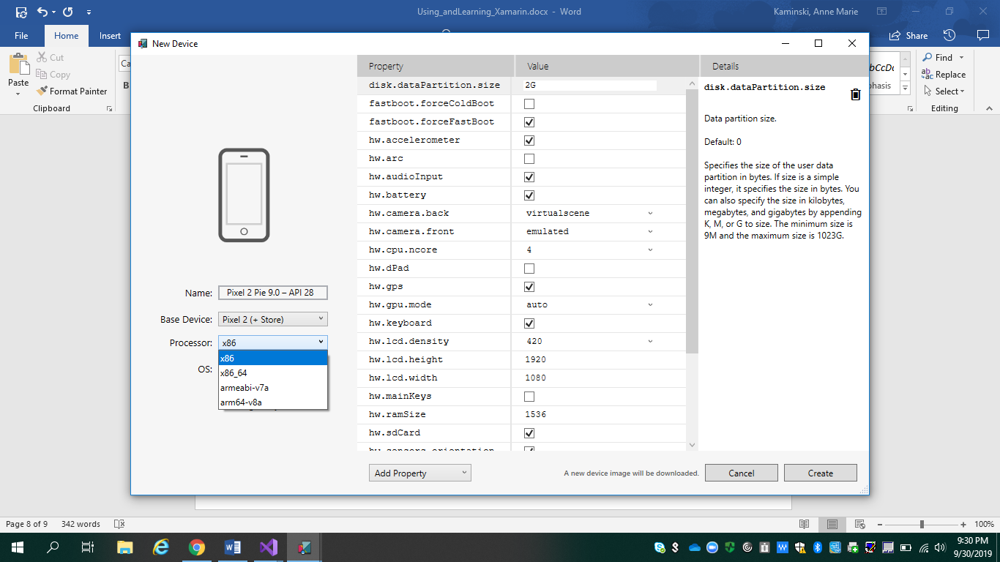 Using_andLearning_Xamarin.docx - Word
Kaminski, Anne Marie
File
Home
Insert
Share
Paste
Cut
Copy
Format Painter
Clipboard
Ca
B
Find
Replace
Select
Editing
New Device
Property
Value
Details
disk.dataPartition.size
2G
fastboot.forceColdBoot
fastboot.forceFastBoot
hw.accelerometer
hw.arc
hw.audioInput
hw.battery
hw.camera.back
virtualscene
hw.camera.front
emulated
hw.cpu.ncore
4
hw.dPad
hw.gps
hw.gpu.mode
auto
hw.keyboard
hw.lcd.density
420
hw.lcd.height
1920
hw.lcd.width
1080
hw.mainKeys
hw.ramSize
1536
hw.sdCard
disk.dataPartition.size
Data partition size.
Default: 0
Specifies the size of the user data
partition in bytes. If size is a simple
integer, it specifies the size in bytes. You
can also specify the size in kilobytes,
megabytes, and gigabytes by appending
K, M, or G to size. The minimum size is
9M and the maximum size is 1023G.
Name:
Pixel 2 Pie 9.0 – API 28
Base Device:
Pixel 2 (+ Store)
Processor:
x86
x86
x86_64
armeabi-v7a
arm64-v8a
OS:
Add Property
A new device image will be downloaded.
Cancel
Create
Page 8 of 9
342 words
100%
9:30 PM
9/30/2019